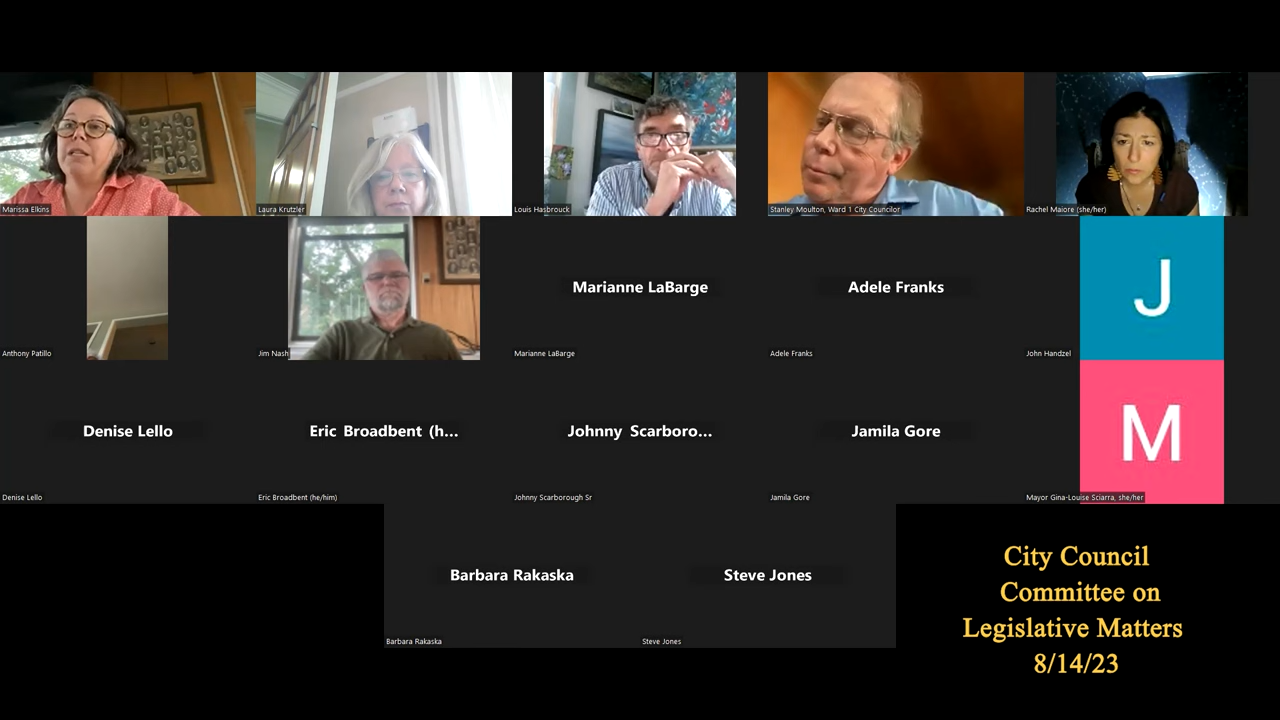 Marissa Elkins
Laura Krutzler
Louis Hasbrouck
Stanley Moulton, Ward 1 City Councilor
Rachel Maiore (she/her)
Marianne LaBarge
Adele Franks
J
Anthony Patillo
Jim Nash
Marianne LaBarge
Adele Franks
John Handzel
Denise Lello
Eric Broadbent (h...
Johnny Scarboro...
Jamila Gore
M
Denise Lello
Eric Broadbent (he/him)
Johnny Scarborough Sr
Jamila Gore
Mayor Gina-Louise Sciarra, she/her
Barbara Rakaska
Steve Jones
Barbara Rakaska
Steve Jones
City Council
Committee on
Legislative Matters
8/14/23